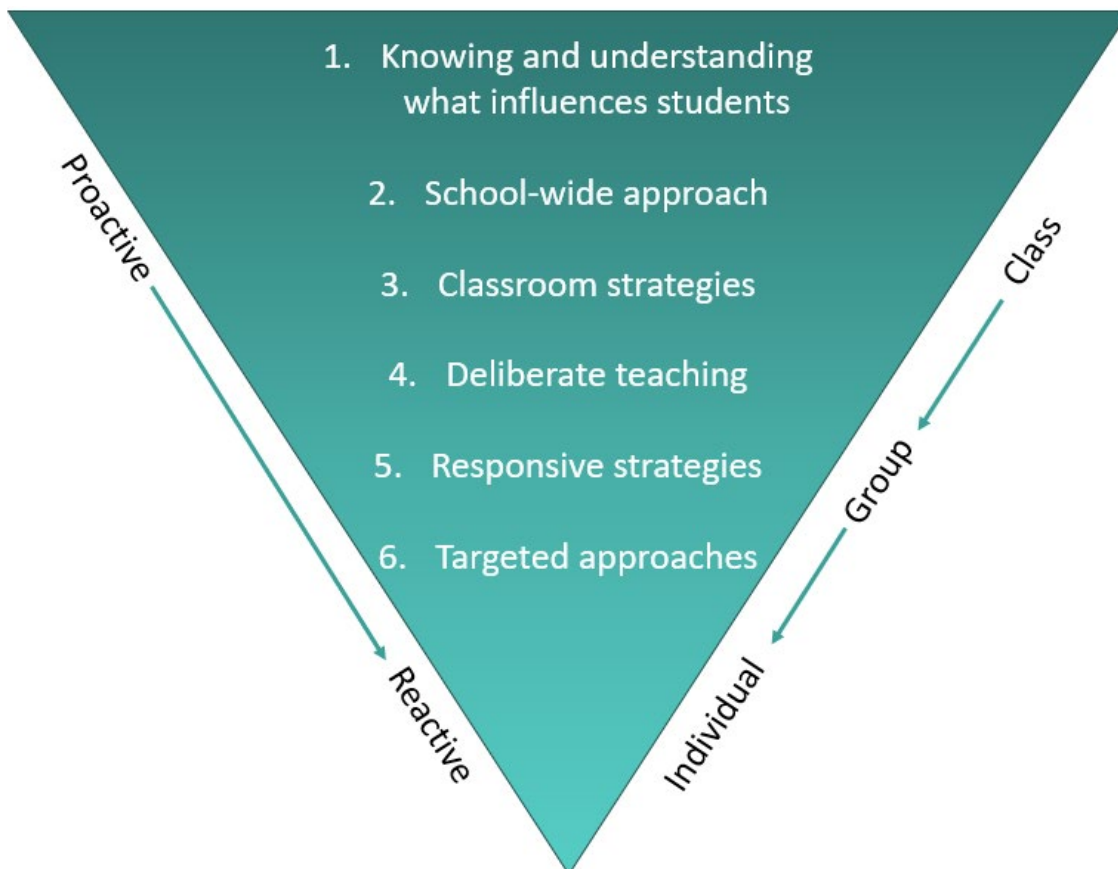 1. Knowing and understanding
what influences students
2. School-wide approach
3. Classroom strategies
4. Deliberate teaching
5. Responsive strategies
6. Targeted approaches
Proactive
Reactive
Class
Group
Individual